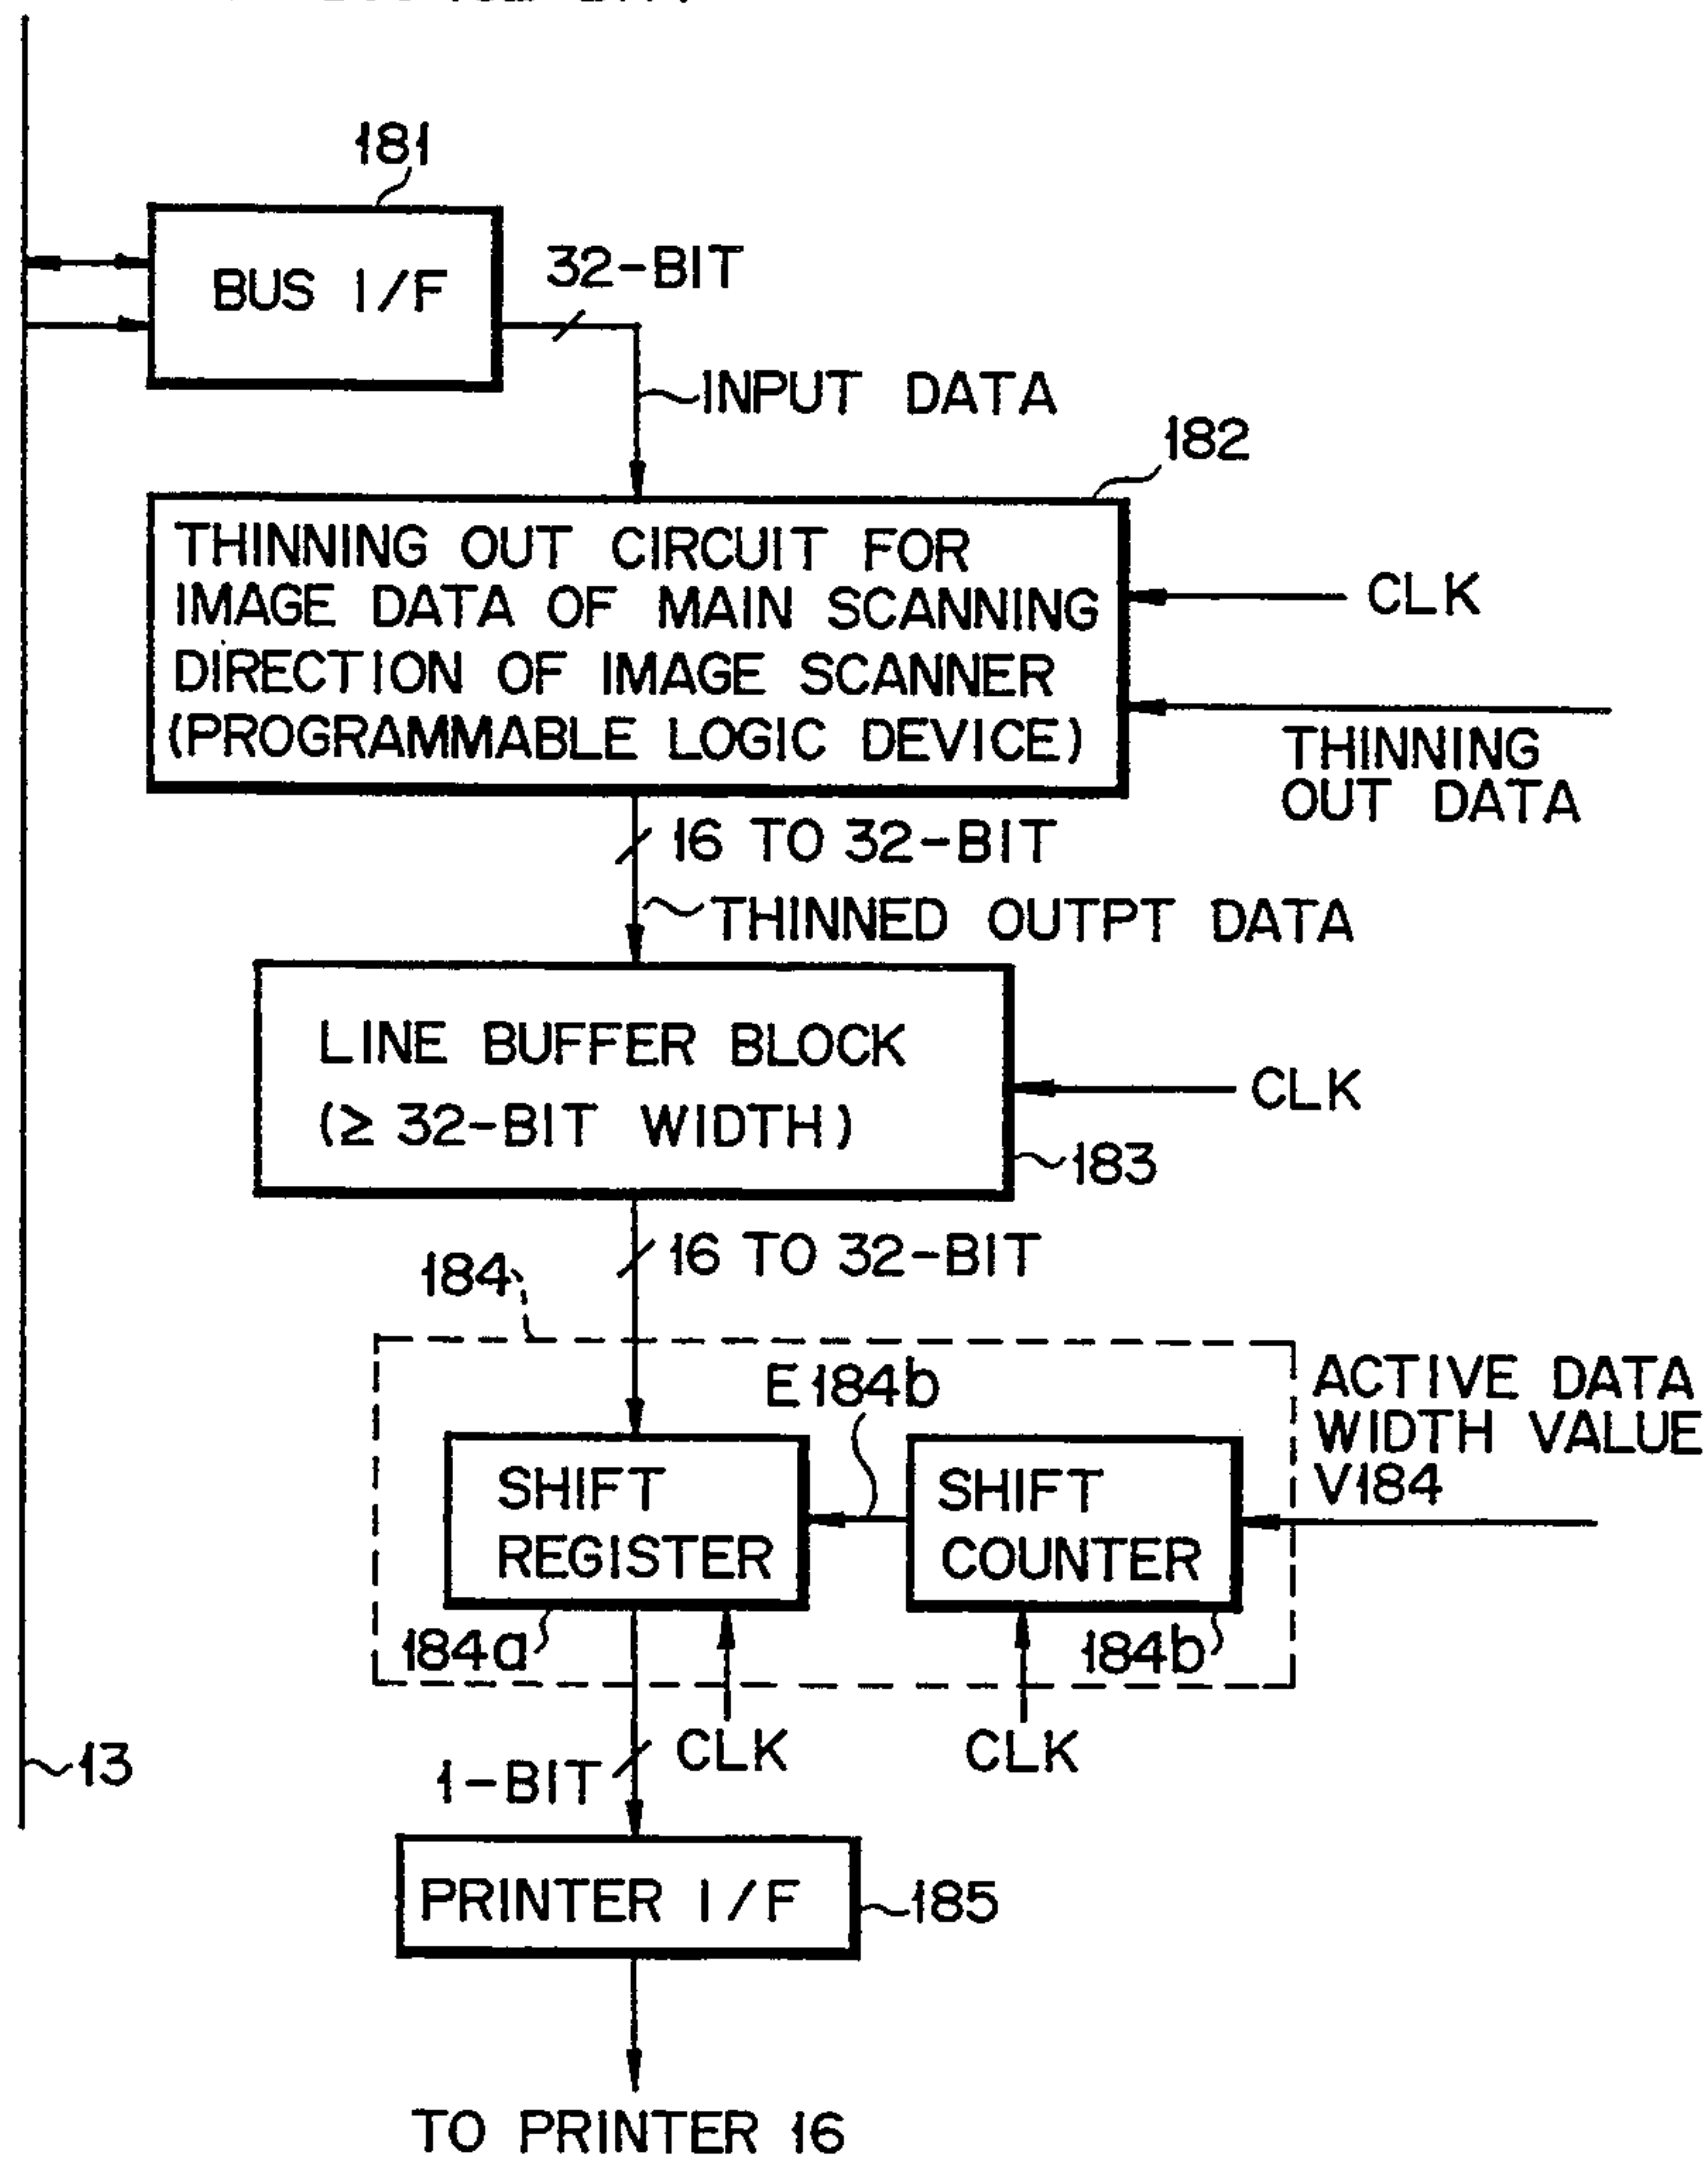 181
BUS I/F
32-BIT
INPUT DATA
182
THINNING OUT CIRCUIT FOR
IMAGE DATA OF MAIN SCANNING
DIRECTION OF IMAGE SCANNER
(PROGRAMMABLE LOGIC DEVICE)
CLK
THINNING
OUT DATA
16 TO 32-BIT
THINNED OUTPT DATA
LINE BUFFER BLOCK
(≥ 32-BIT WIDTH)
CLK
183
16 TO 32-BIT
184
E184b
ACTIVE DATA
WIDTH VALUE
V184
SHIFT
REGISTER
SHIFT
COUNTER
184a
184b
CLK
CLK
13
1-BIT
PRINTER I/F
185
TO PRINTER 16